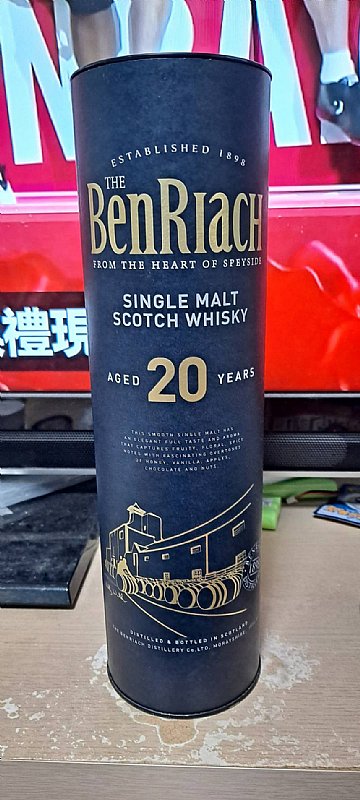 ESTABLISHED 1898
THE
BENRIACH
FROM THE HEART OF SPEYSIDE
SINGLE MALT
SCOTCH WHISKY
AGED 20 YEARS
THIS SMOOTH SINGLE MALT HAS
AN ELEGANT FULL TASTE AND AROMA
THAT CAPTURES FRUITY, FLORAL, SPICY
NOTES WITH FASCINATING OVERTONES
OF HONEY, VANILLA, APPLES,
CHOCOLATE AND NUTS.
DISTILLED & BOTTLED IN SCOTLAND
THE BENRIACH DISTILLERY Co. LTD. MORAYSHIRE,
禮現